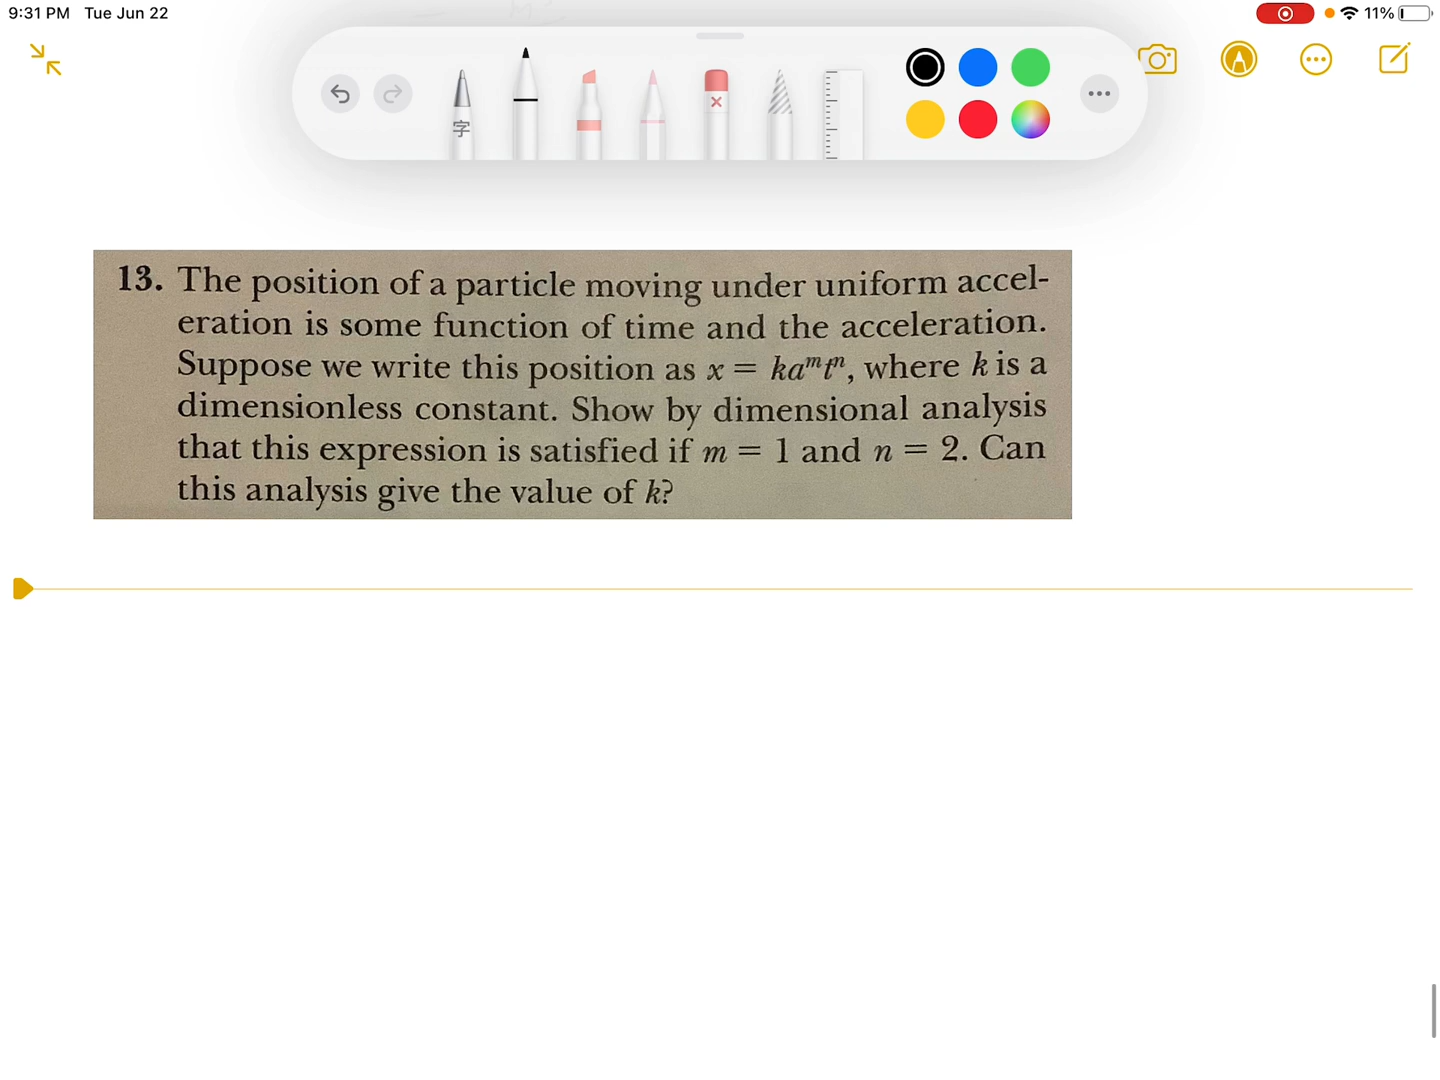 9:31 PM Tue Jun 22
11%
字
13. The position of a particle moving under uniform accel-
eration is some function of time and the acceleration.
Suppose we write this position as x = kaᵐtⁿ, where k is a
dimensionless constant. Show by dimensional analysis
that this expression is satisfied if m = 1 and n = 2. Can
this analysis give the value of k?